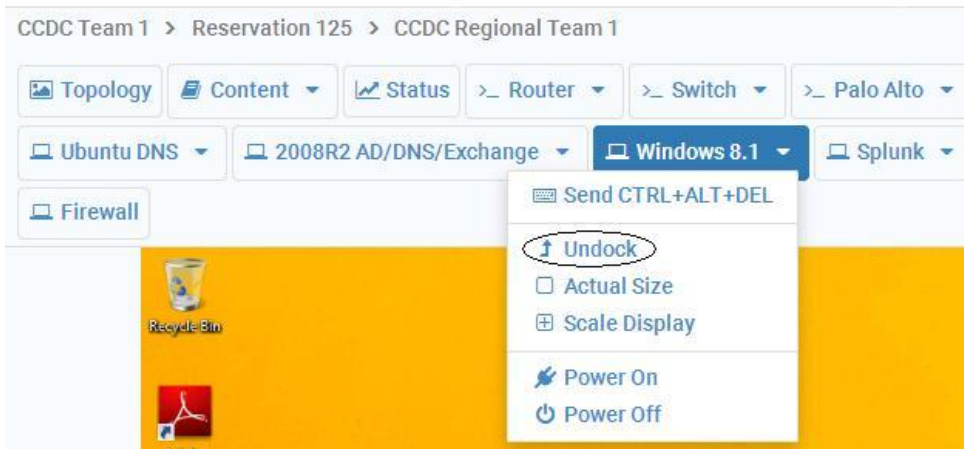 CCDC Team 1 > Reservation 125 > CCDC Regional Team 1
Topology Content Status >_ Router >_ Switch >_ Palo Alto
Ubuntu DNS 2008R2 AD/DNS/Exchange Windows 8.1 Splunk
Firewall
Send CTRL+ALT+DEL
Undock
Actual Size
Scale Display
Power On
Power Off
Recycle Bin